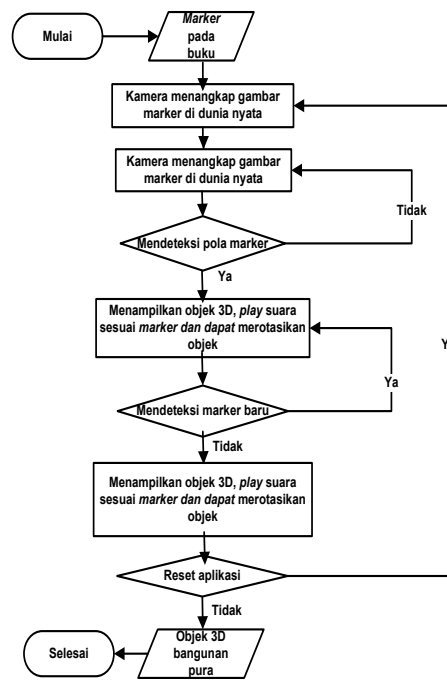 Mulai
Marker
pada
buku
Kamera menangkap gambar
marker di dunia nyata
Kamera menangkap gambar
marker di dunia nyata
Tidak
Mendeteksi pola marker
Ya
Menampilkan objek 3D, play suara
sesuai marker dan dapat merotasikan
objek
Y
Ya
Mendeteksi marker baru
Tidak
Menampilkan objek 3D, play suara
sesuai marker dan dapat merotasikan
objek
Reset aplikasi
Tidak
Selesai
Objek 3D
bangunan
pura